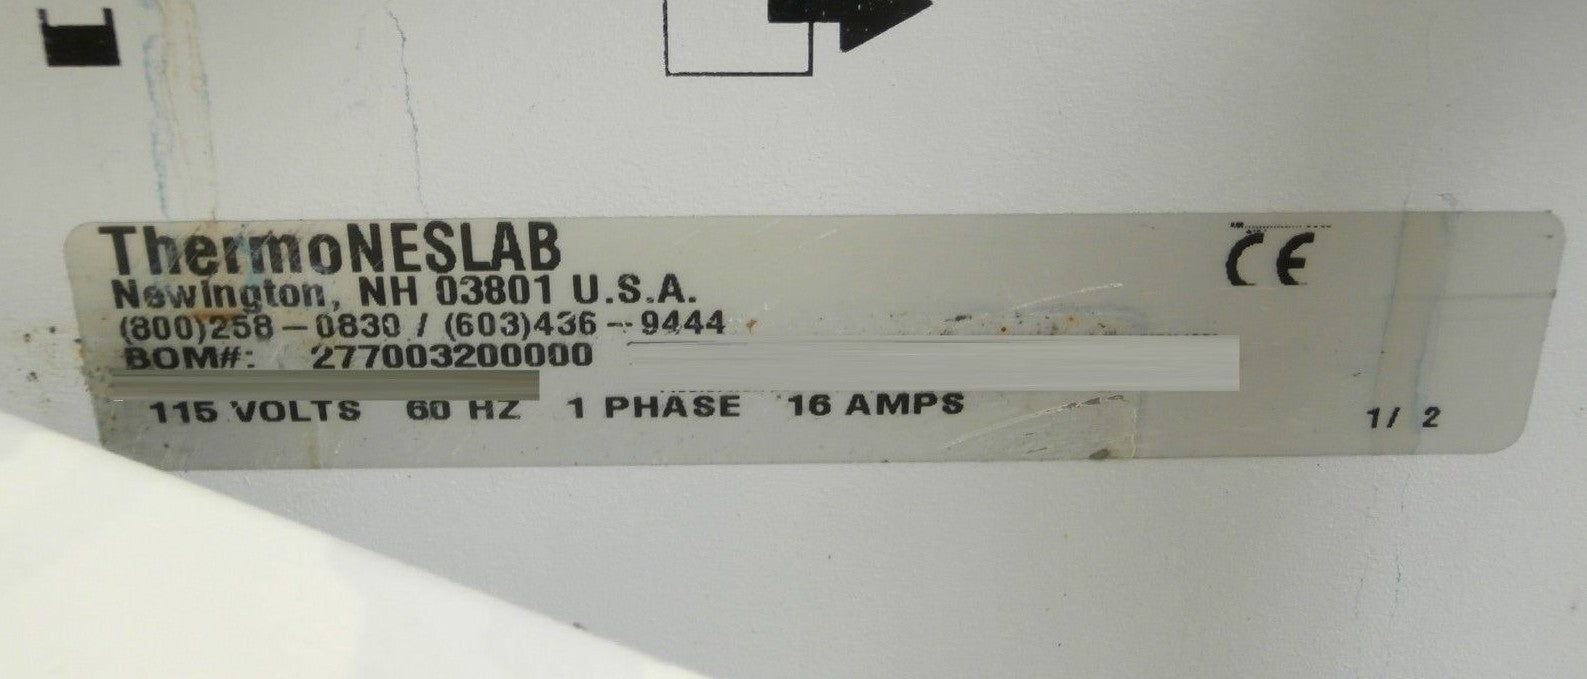 ThermoNESLAB
CE
Newington, NH 03801 U.S.A.
(800)258-0830 / (603)436-9444
BOM#: 277003200000
115 VOLTS 60 HZ 1 PHASE 16 AMPS
1/ 2